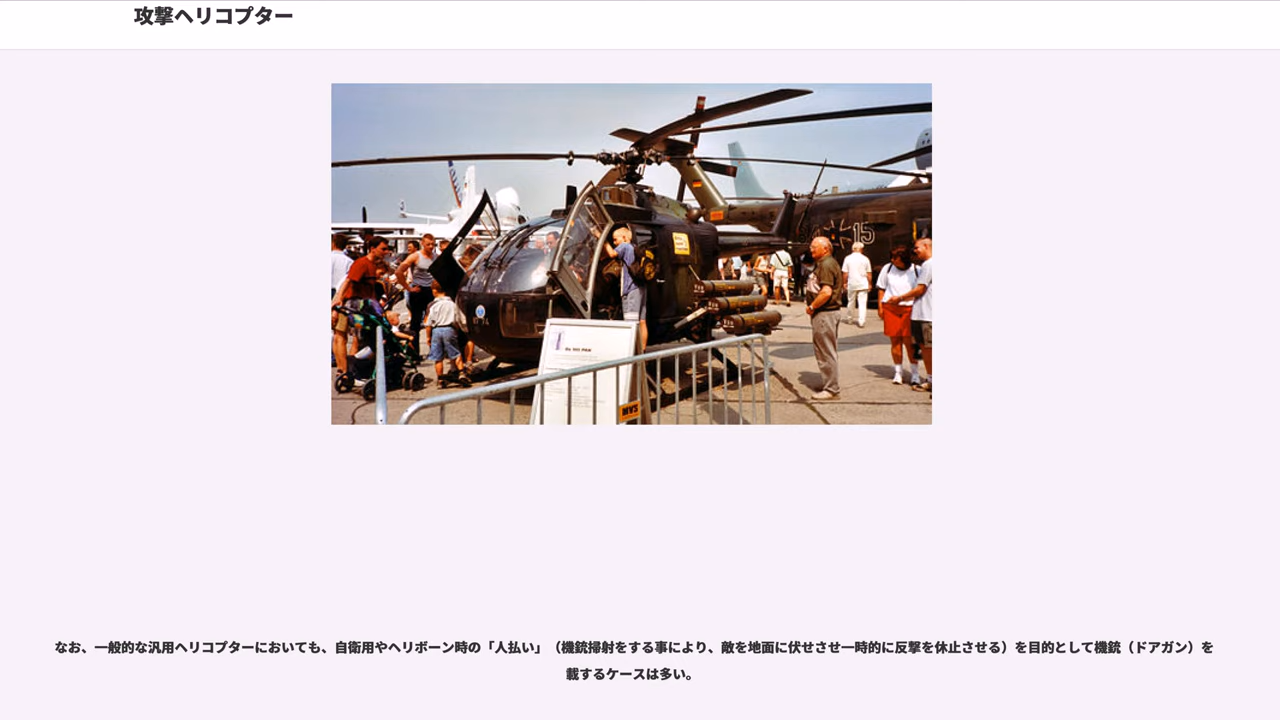 攻撃ヘリコプター
15
MVS
なお、一般的な汎用ヘリコプターにおいても、自衛用やヘリボーン時の「人払い」（機銃掃射をする事により、敵を地面に伏せさせ一時的に反撃を休止させる）を目的として機銃（ドアガン）を
載するケースは多い。